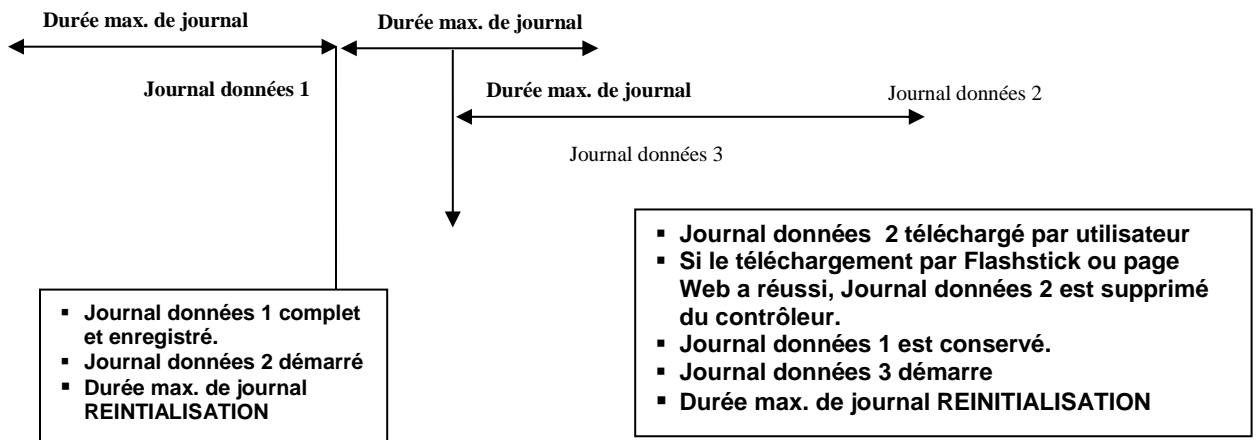 Durée max. de journal
Durée max. de journal
Journal données 1
Durée max. de journal
Journal données 2
Journal données 3
▪ Journal données 1 complet
et enregistré.
▪ Journal données 2 démarré
▪ Durée max. de journal
REINTIALISATION
▪ Journal données 2 téléchargé par utilisateur
▪ Si le téléchargement par Flashstick ou page
Web a réussi, Journal données 2 est supprimé
du contrôleur.
▪ Journal données 1 est conservé.
▪ Journal données 3 démarre
▪ Durée max. de journal REINITIALISATION